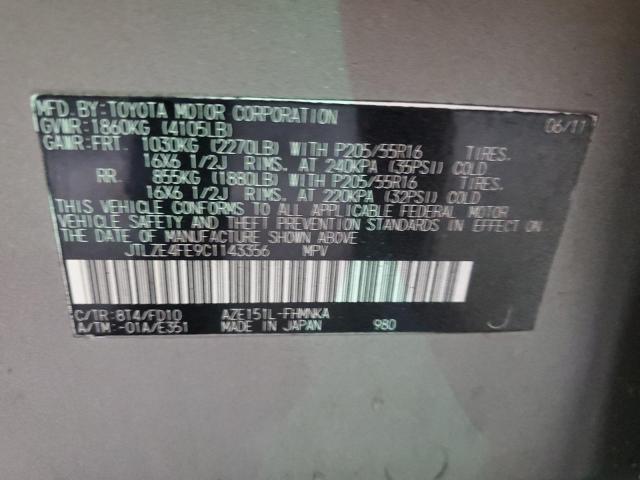 MFD. BY: TOYOTA MOTOR CORPORATION 06/11
GVWR: 1860KG (4105LB)
GAWR-FRT. 1030KG (2270LB) WITH P205/55R16 TIRES.
16X6 1/2J RIMS. AT 240KPA (35PSI) COLD
RR. 855KG (1880LB) WITH P205/55R16 TIRES.
16X6 1/2J RIMS. AT 220KPA (32PSI) COLD
THIS VEHICLE CONFORMS TO ALL APPLICABLE FEDERAL MOTOR
VEHICLE SAFETY AND THEFT PREVENTION STANDARDS IN EFFECT ON
THE DATE OF MANUFACTURE SHOWN ABOVE.
JTLZE4FE9C1143356 MPV
C/TR: 8T4/FD10 AZE151L-FHMNKA
A/TM: -01A/E351 MADE IN JAPAN 980 J